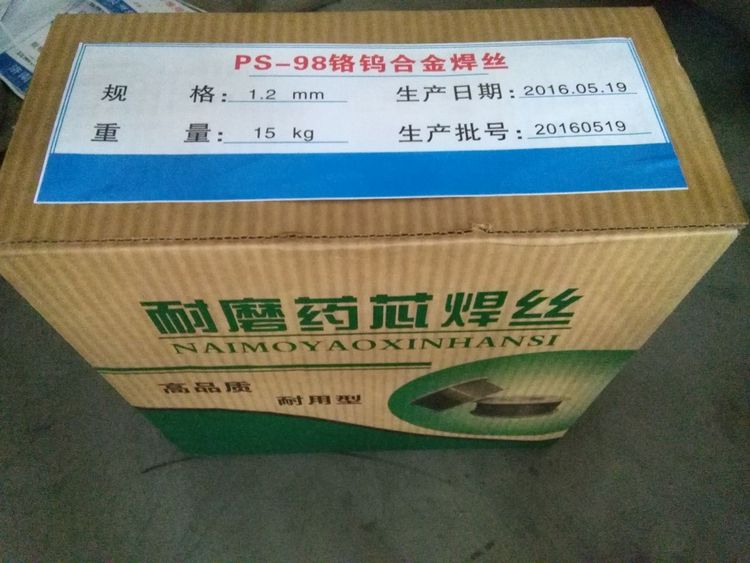 PS-98铬钨合金焊丝
规 格: 1.2 mm 生产日期: 2016.05.19
重 量: 15 kg 生产批号: 20160519
耐磨药芯焊丝
NAIMOYAOXINHANSI
高品质
耐用型